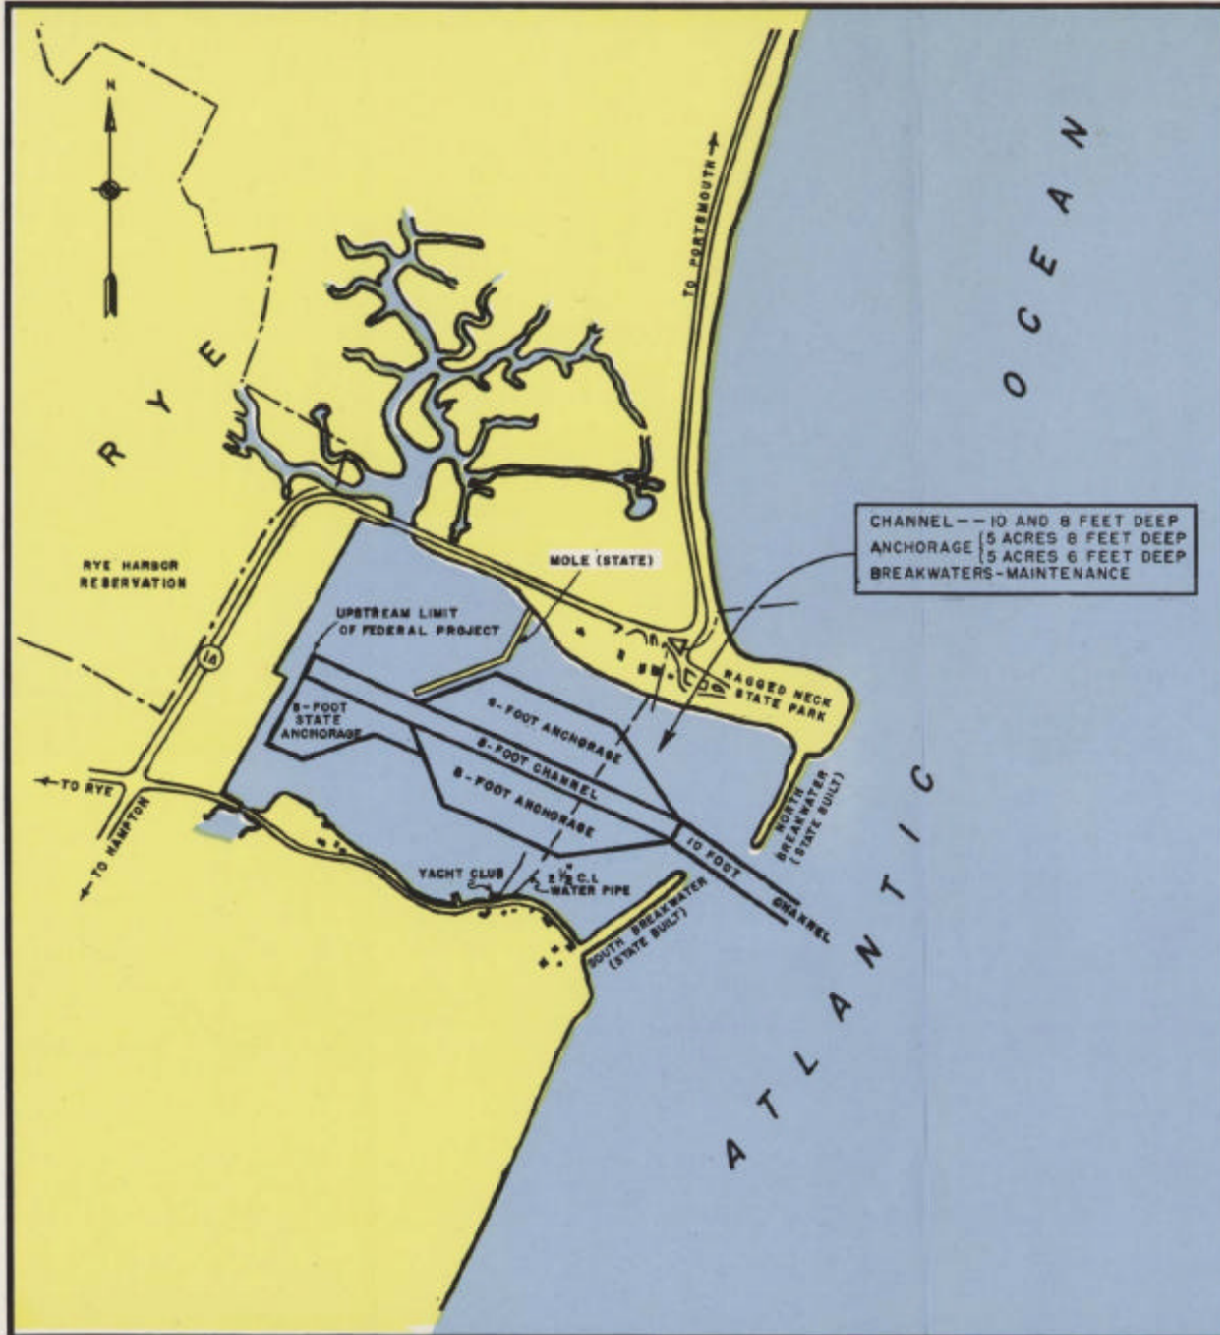 N
OCEAN
TO PORTSMOUTH
RYE
CHANNEL -- 10 AND 8 FEET DEEP
ANCHORAGE { 5 ACRES 8 FEET DEEP
{ 5 ACRES 6 FEET DEEP
BREAKWATERS-MAINTENANCE
MOLE (STATE)
RYE HARBOR
RESERVATION
UPSTREAM LIMIT
OF FEDERAL PROJECT
1A
RAGGED NECK
STATE PARK
8-FOOT
STATE
ANCHORAGE
6-FOOT ANCHORAGE
8-FOOT CHANNEL
8-FOOT ANCHORAGE
TO RYE
TO HAMPTON
NORTH
BREAKWATER
(STATE BUILT)
10 FOOT
CHANNEL
YACHT CLUB
C.I.
WATER PIPE
SOUTH BREAKWATER
(STATE BUILT)
ATLANTIC